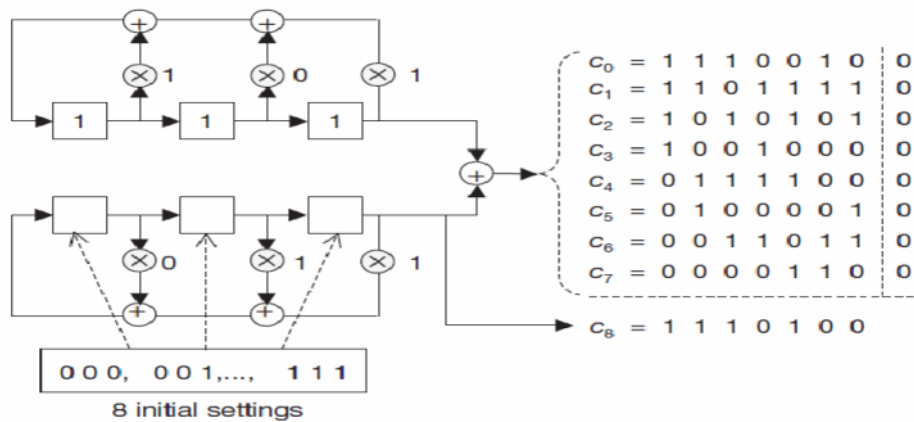 1 0 1
1 1 1
0 1 1
0 0 0, 0 0 1,..., 1 1 1
8 initial settings
c0 = 1 1 1 0 0 1 0 0
c1 = 1 1 0 1 1 1 1 0
c2 = 1 0 1 0 1 0 1 0
c3 = 1 0 0 1 0 0 0 0
c4 = 0 1 1 1 1 0 0 0
c5 = 0 1 0 0 0 0 1 0
c6 = 0 0 1 1 0 1 1 0
c7 = 0 0 0 0 1 1 0 0
c8 = 1 1 1 0 1 0 0